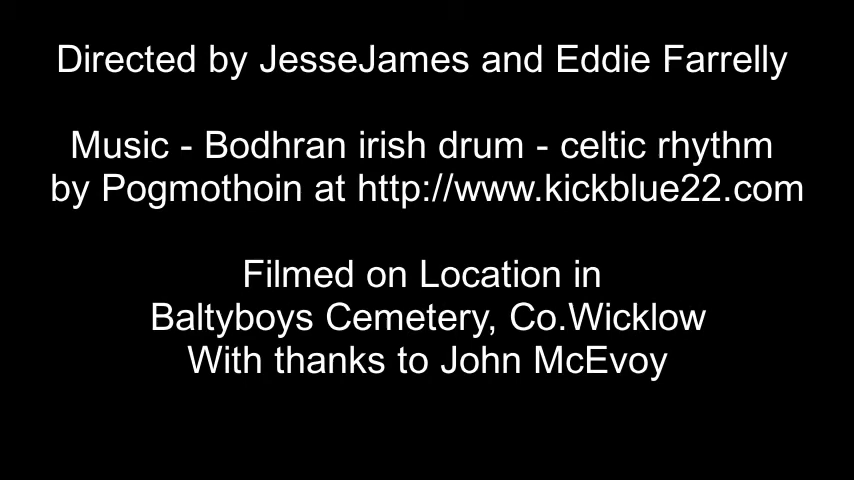 Directed by JesseJames and Eddie Farrelly
Music - Bodhran irish drum - celtic rhythm
by Pogmothoin at http://www.kickblue22.com
Filmed on Location in
Baltyboys Cemetery, Co.Wicklow
With thanks to John McEvoy